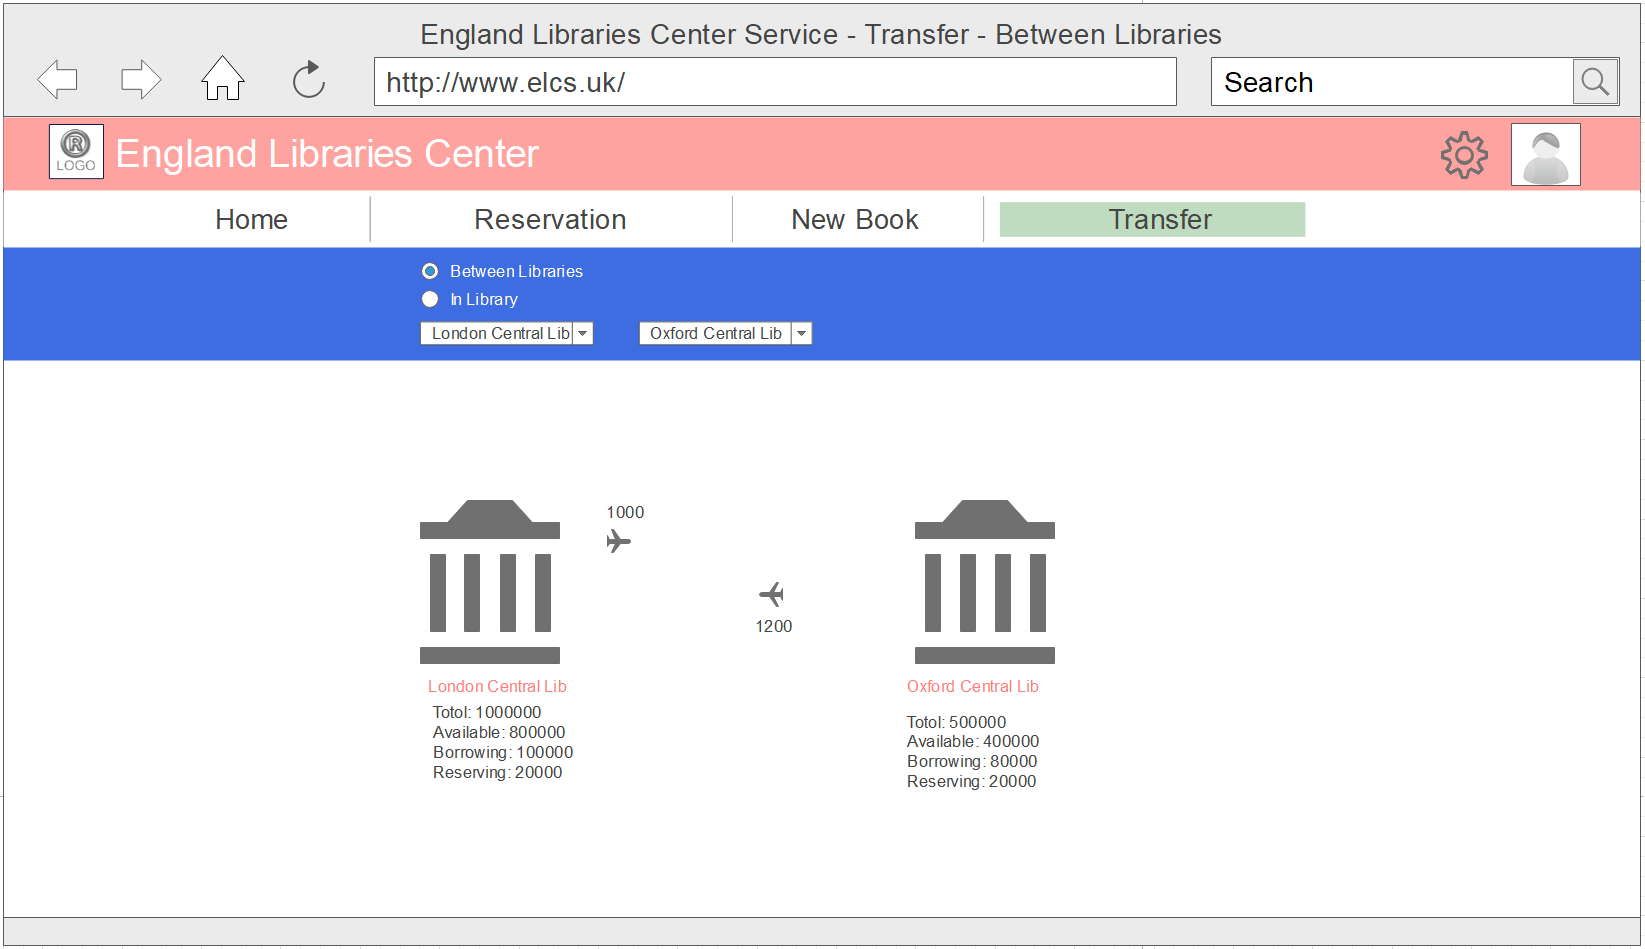 England Libraries Center Service - Transfer - Between Libraries
http://www.elcs.uk/
Search
® LOGO
England Libraries Center
Home
Reservation
New Book
Transfer
Between Libraries
In Library
London Central Lib
Oxford Central Lib
1000
1200
London Central Lib
Totol: 1000000
Available: 800000
Borrowing: 100000
Reserving: 20000
Oxford Central Lib
Totol: 500000
Available: 400000
Borrowing: 80000
Reserving: 20000